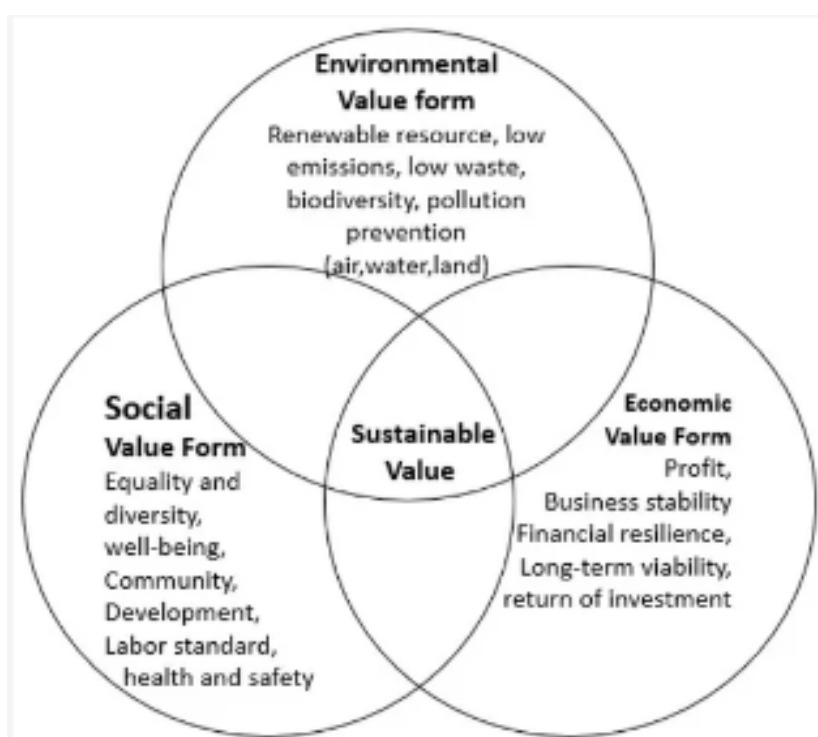 Environmental
Value form
Renewable resource, low
emissions, low waste,
biodiversity, pollution
prevention
(air,water,land)
Social
Value Form
Equality and
diversity,
well-being,
Community,
Development,
Labor standard,
health and safety
Sustainable
Value
Economic
Value Form
Profit,
Business stability
Financial resilience,
Long-term viability,
return of investment